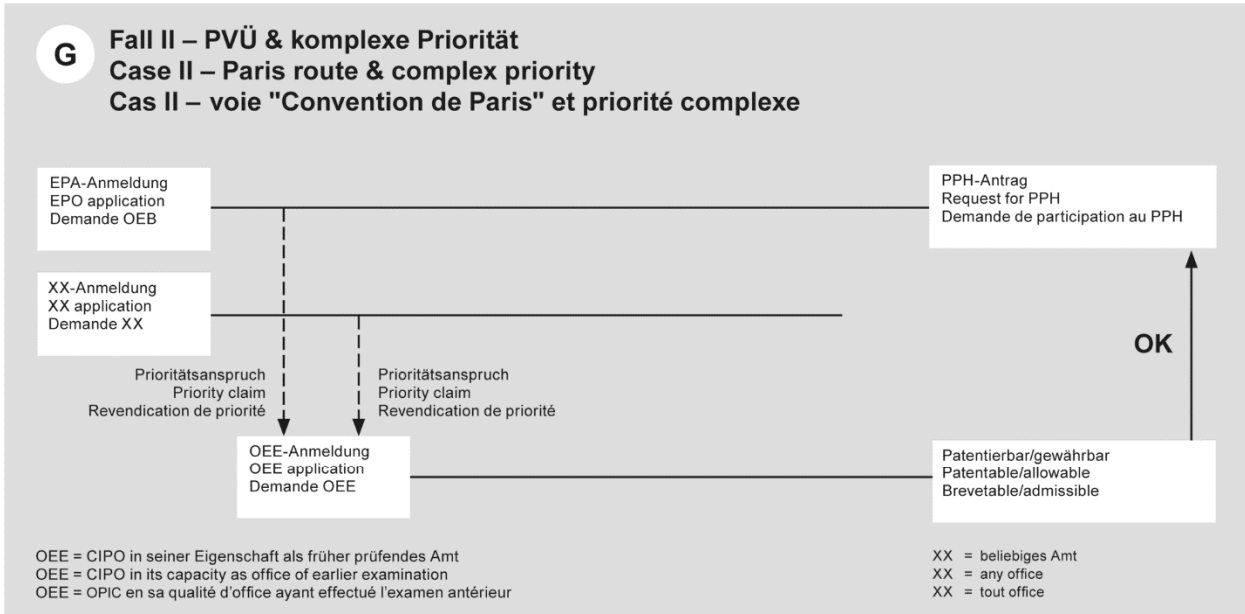 G
Fall II – PVÜ & komplexe Priorität
Case II – Paris route & complex priority
Cas II – voie "Convention de Paris" et priorité complexe
EPA-Anmeldung
EPO application
Demande OEB
PPH-Antrag
Request for PPH
Demande de participation au PPH
XX-Anmeldung
XX application
Demande XX
OK
Prioritätsanspruch
Priority claim
Revendication de priorité
Prioritätsanspruch
Priority claim
Revendication de priorité
OEE-Anmeldung
OEE application
Demande OEE
Patentierbar/gewährbar
Patentable/allowable
Brevetable/admissible
OEE = CIPO in seiner Eigenschaft als früher prüfendes Amt
OEE = CIPO in its capacity as office of earlier examination
OEE = OPIC en sa qualité d'office ayant effectué l'examen antérieur
XX = beliebiges Amt
XX = any office
XX = tout office